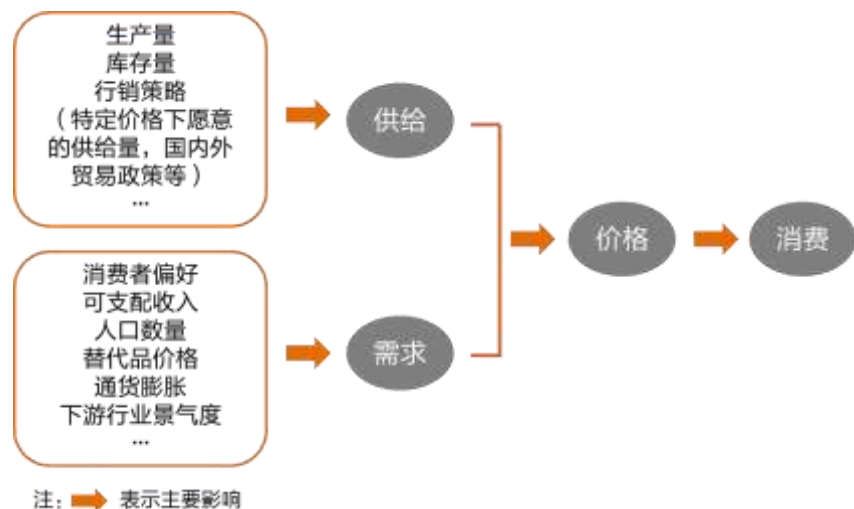 生产量
库存量
行销策略
（特定价格下愿意
的供给量，国内外
贸易政策等）
...
供给
消费者偏好
可支配收入
人口数量
替代品价格
通货膨胀
下游行业景气度
...
需求
价格
消费
注： 表示主要影响